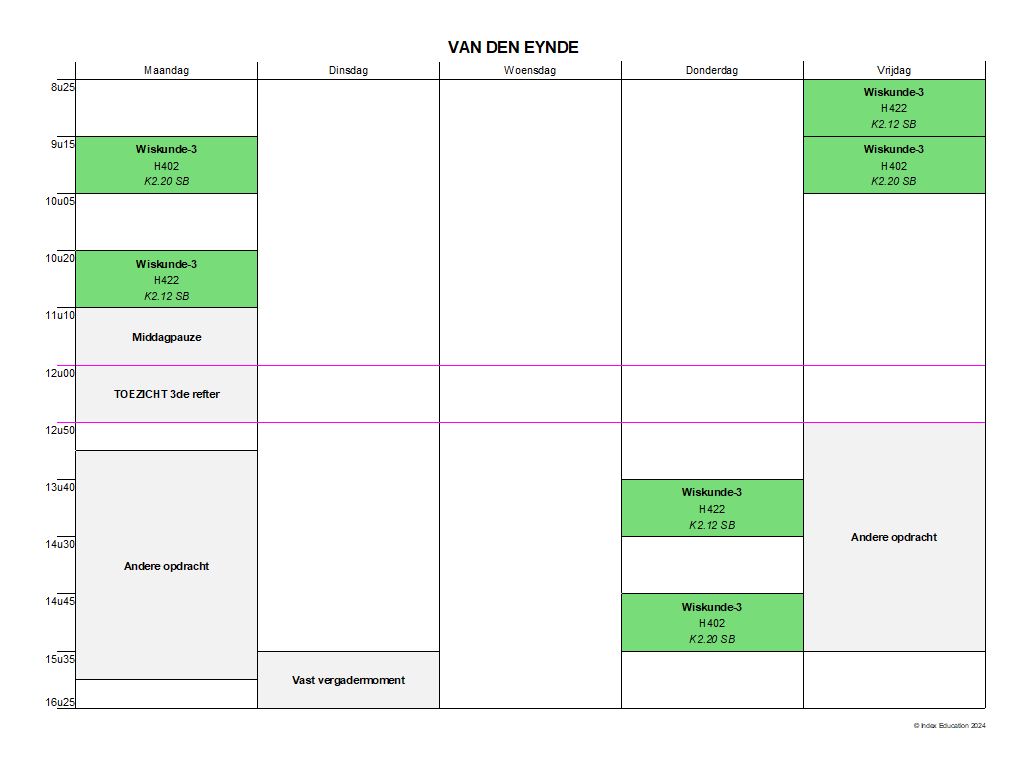 VAN DEN EYNDE
Maandag Dinsdag Woensdag Donderdag Vrijdag
8u25
Wiskunde-3
H422
K2.12 SB
9u15
Wiskunde-3 Wiskunde-3
H402 H402
K2.20 SB K2.20 SB
10u05
10u20
Wiskunde-3
H422
K2.12 SB
11u10
Middagpauze
12u00
TOEZICHT 3de refter
12u50
13u40
Wiskunde-3
H422
K2.12 SB
14u30
Andere opdracht
Andere opdracht
14u45
Wiskunde-3
H402
K2.20 SB
15u35
Vast vergadermoment
16u25
© Index Education 2024